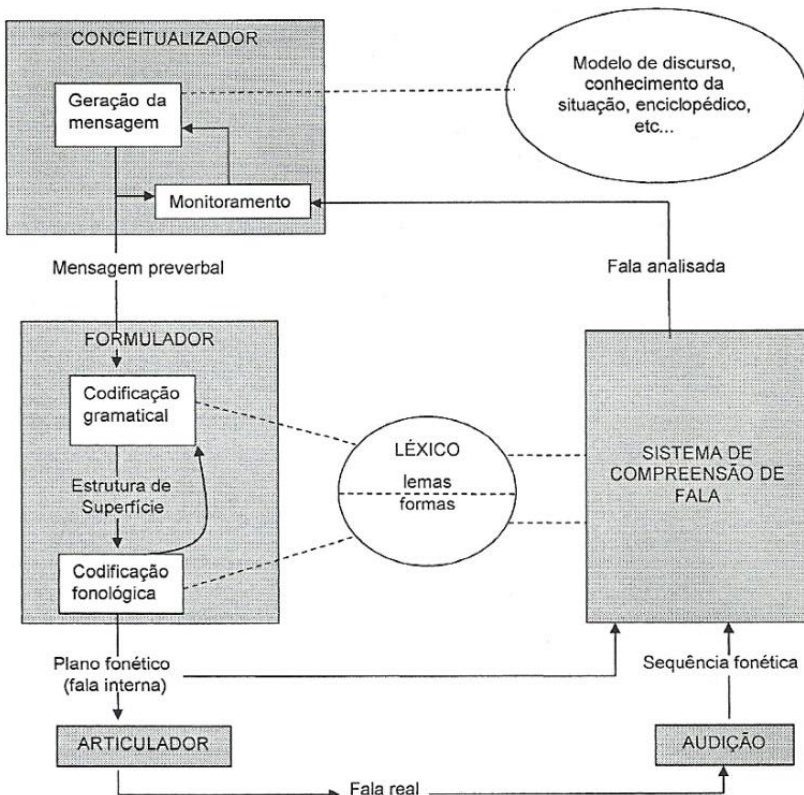 CONCEITUALIZADOR
Geração da
mensagem
Monitoramento
Modelo de discurso,
conhecimento da
situação, enciclopédico,
etc...
Mensagem preverbal
Fala analisada
FORMULADOR
Codificação
gramatical
Estrutura de
Superfície
Codificação
fonológica
LÉXICO
lemas
formas
SISTEMA DE
COMPREENSÃO DE
FALA
Plano fonético
(fala interna)
Sequência fonética
ARTICULADOR
AUDIÇÃO
Fala real